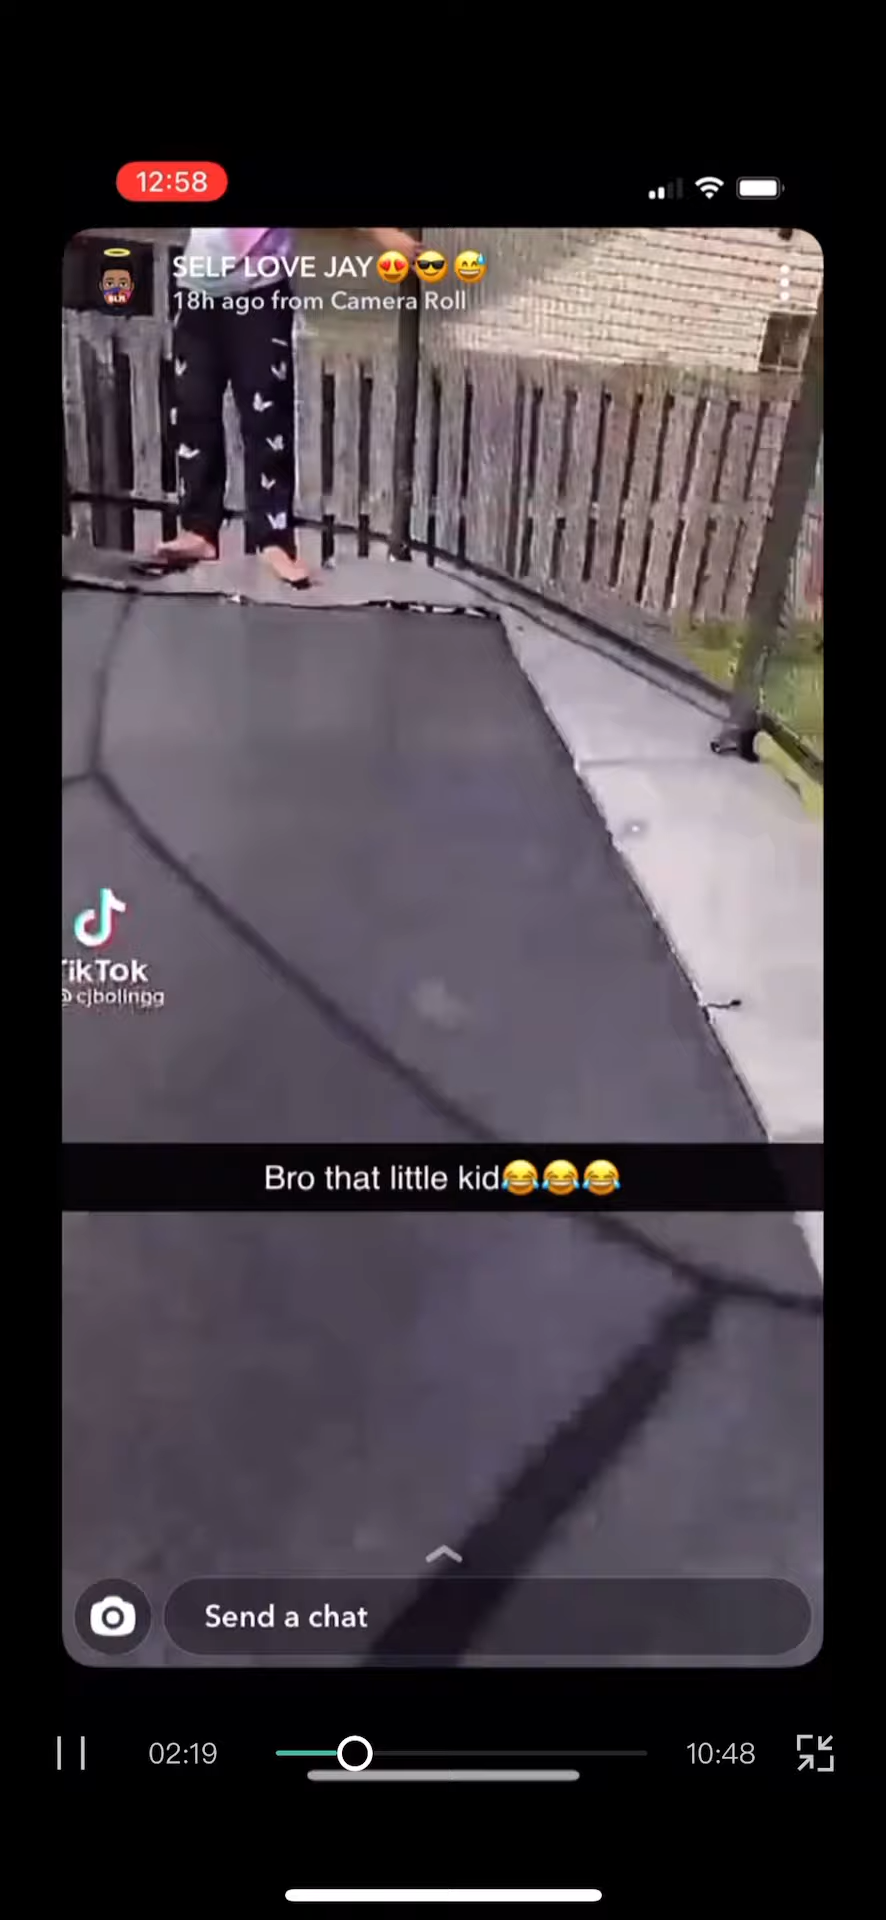 12:58
SELF LOVE JAY😍😎😅
18h ago from Camera Roll
TikTok
@cjbolingg
Bro that little kid😂😂😂
Send a chat
02:19
10:48